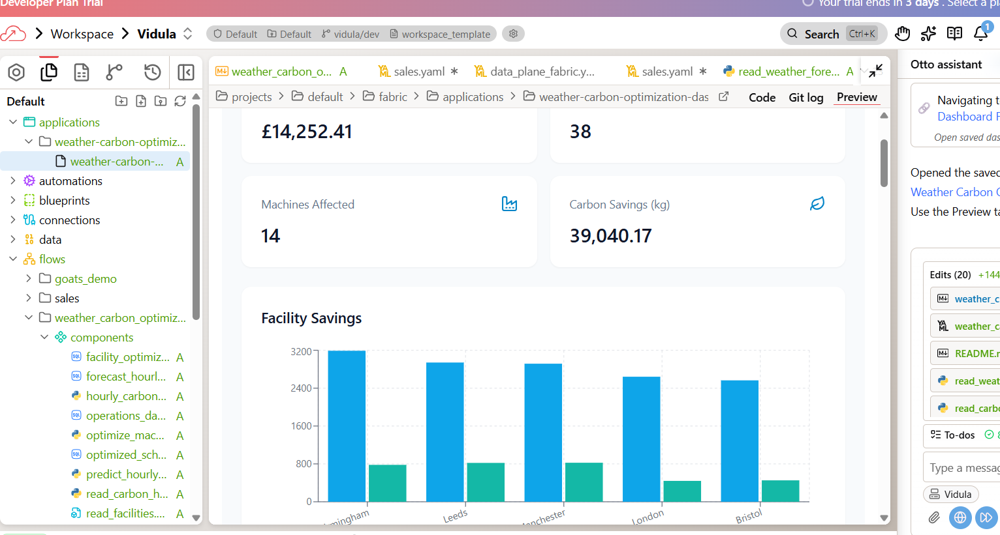 Developer Plan Trial
Your trial ends in 3 days . Select a
Workspace
Vidula
Default
Default
vidula/dev
workspace_template
Search
Ctrl+K
1
weather_carbon_o...
A
sales.yaml *
data_plane_fabric.y...
sales.yaml *
read_weather_fore...
A
Otto assistant
Default
projects
default
fabric
applications
weather-carbon-optimization-das
Code
Git log
Preview
applications
weather-carbon-optimiz...
weather-carbon-...
A
automations
blueprints
connections
data
flows
goats_demo
sales
weather_carbon_optimiz...
components
facility_optimiz...
A
forecast_hourl...
A
hourly_carbon...
A
operations_da...
A
optimize_mac...
A
optimized_sch...
A
predict_hourly...
A
read_carbon_h...
A
read_facilities....
A
£14,252.41
38
Machines Affected
14
Carbon Savings (kg)
39,040.17
Facility Savings
3200
2400
1600
800
0
mingham
Leeds
nchester
London
Bristol
Navigating t
Dashboard F
Open saved das
Opened the saved
Weather Carbon
Use the Preview ta
Edits (20)
+144
weather_c
YAML
weather_ca
README.m
read_weat
read_carbo
To-dos
Type a messag
Vidula